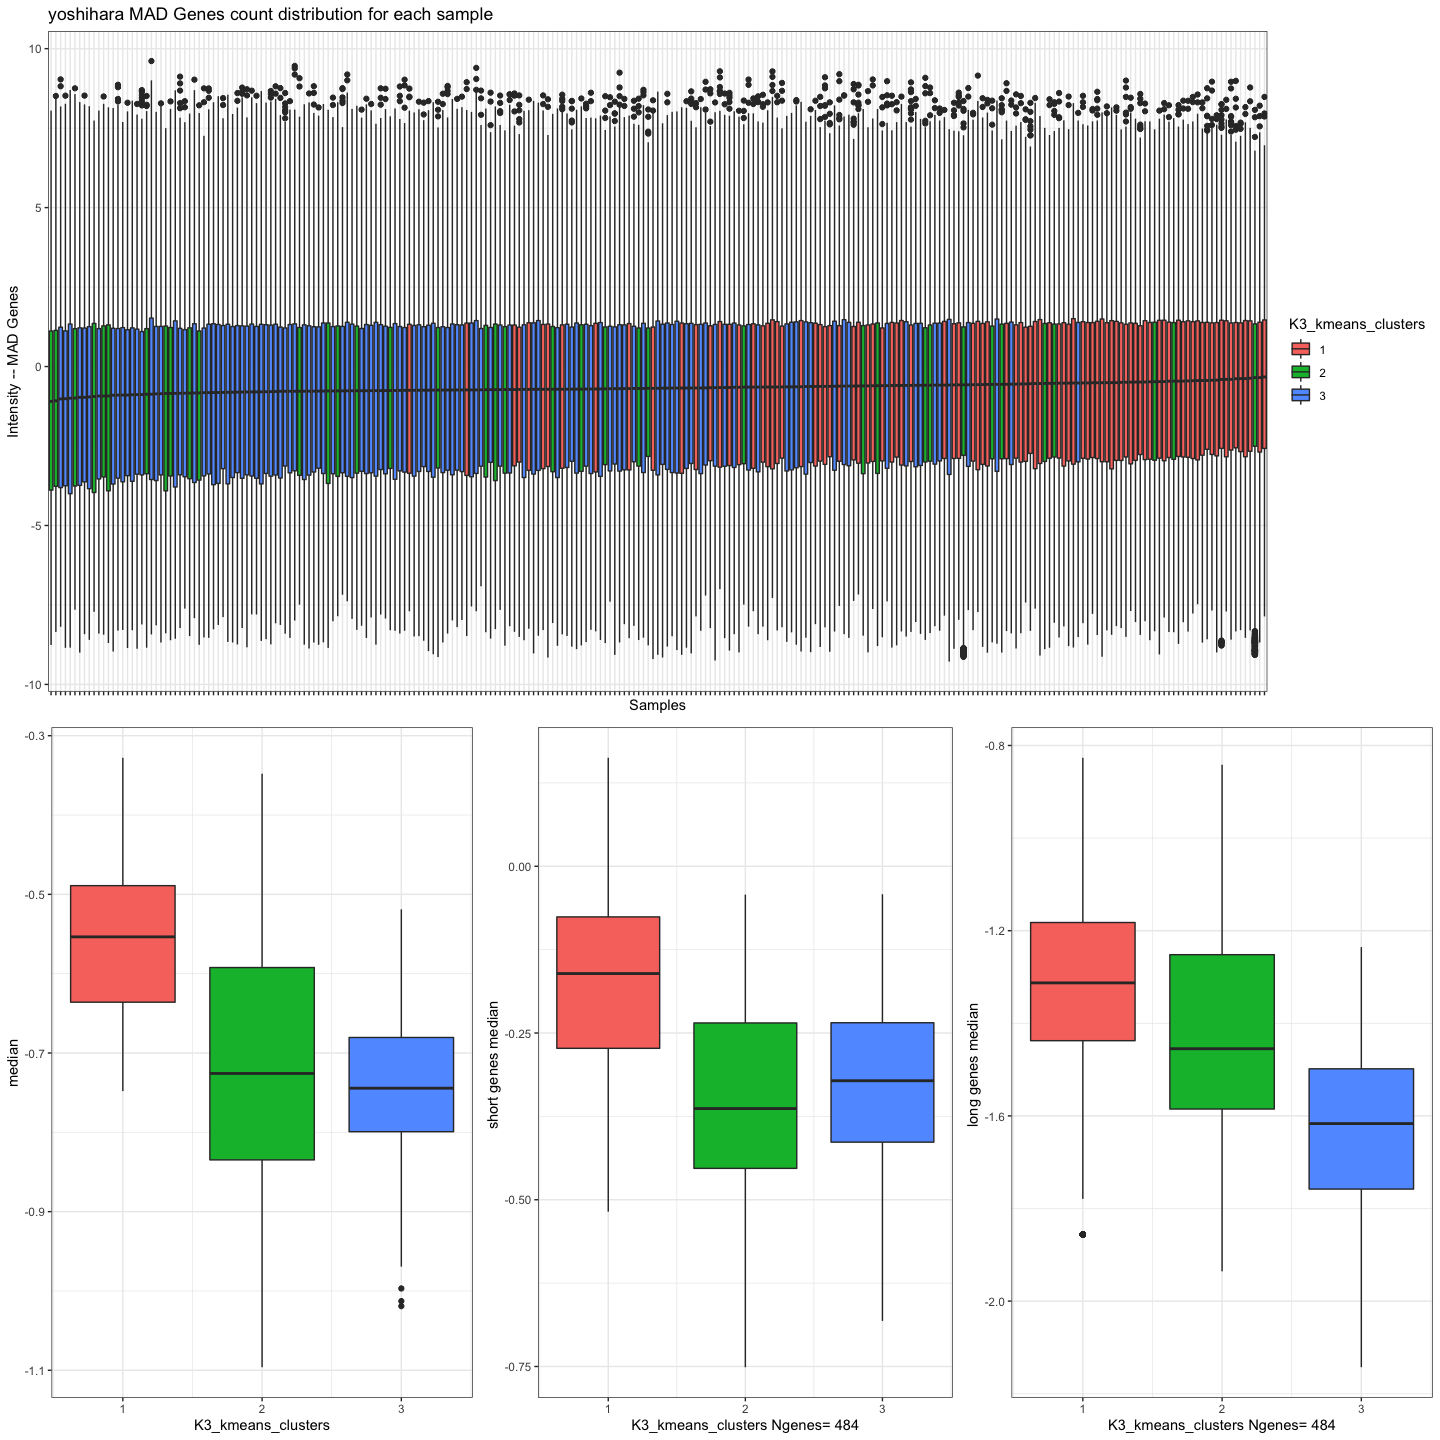 yoshihara MAD Genes count distribution for each sample
10
5
0
-5
-10
Intensity -- MAD Genes
Samples
K3_kmeans_clusters
1
2
3
-0.3
-0.5
-0.7
-0.9
-1.1
median
1 2 3
K3_kmeans_clusters
0.00
-0.25
-0.50
-0.75
short genes median
1 2 3
K3_kmeans_clusters Ngenes= 484
-0.8
-1.2
-1.6
-2.0
long genes median
1 2 3
K3_kmeans_clusters Ngenes= 484